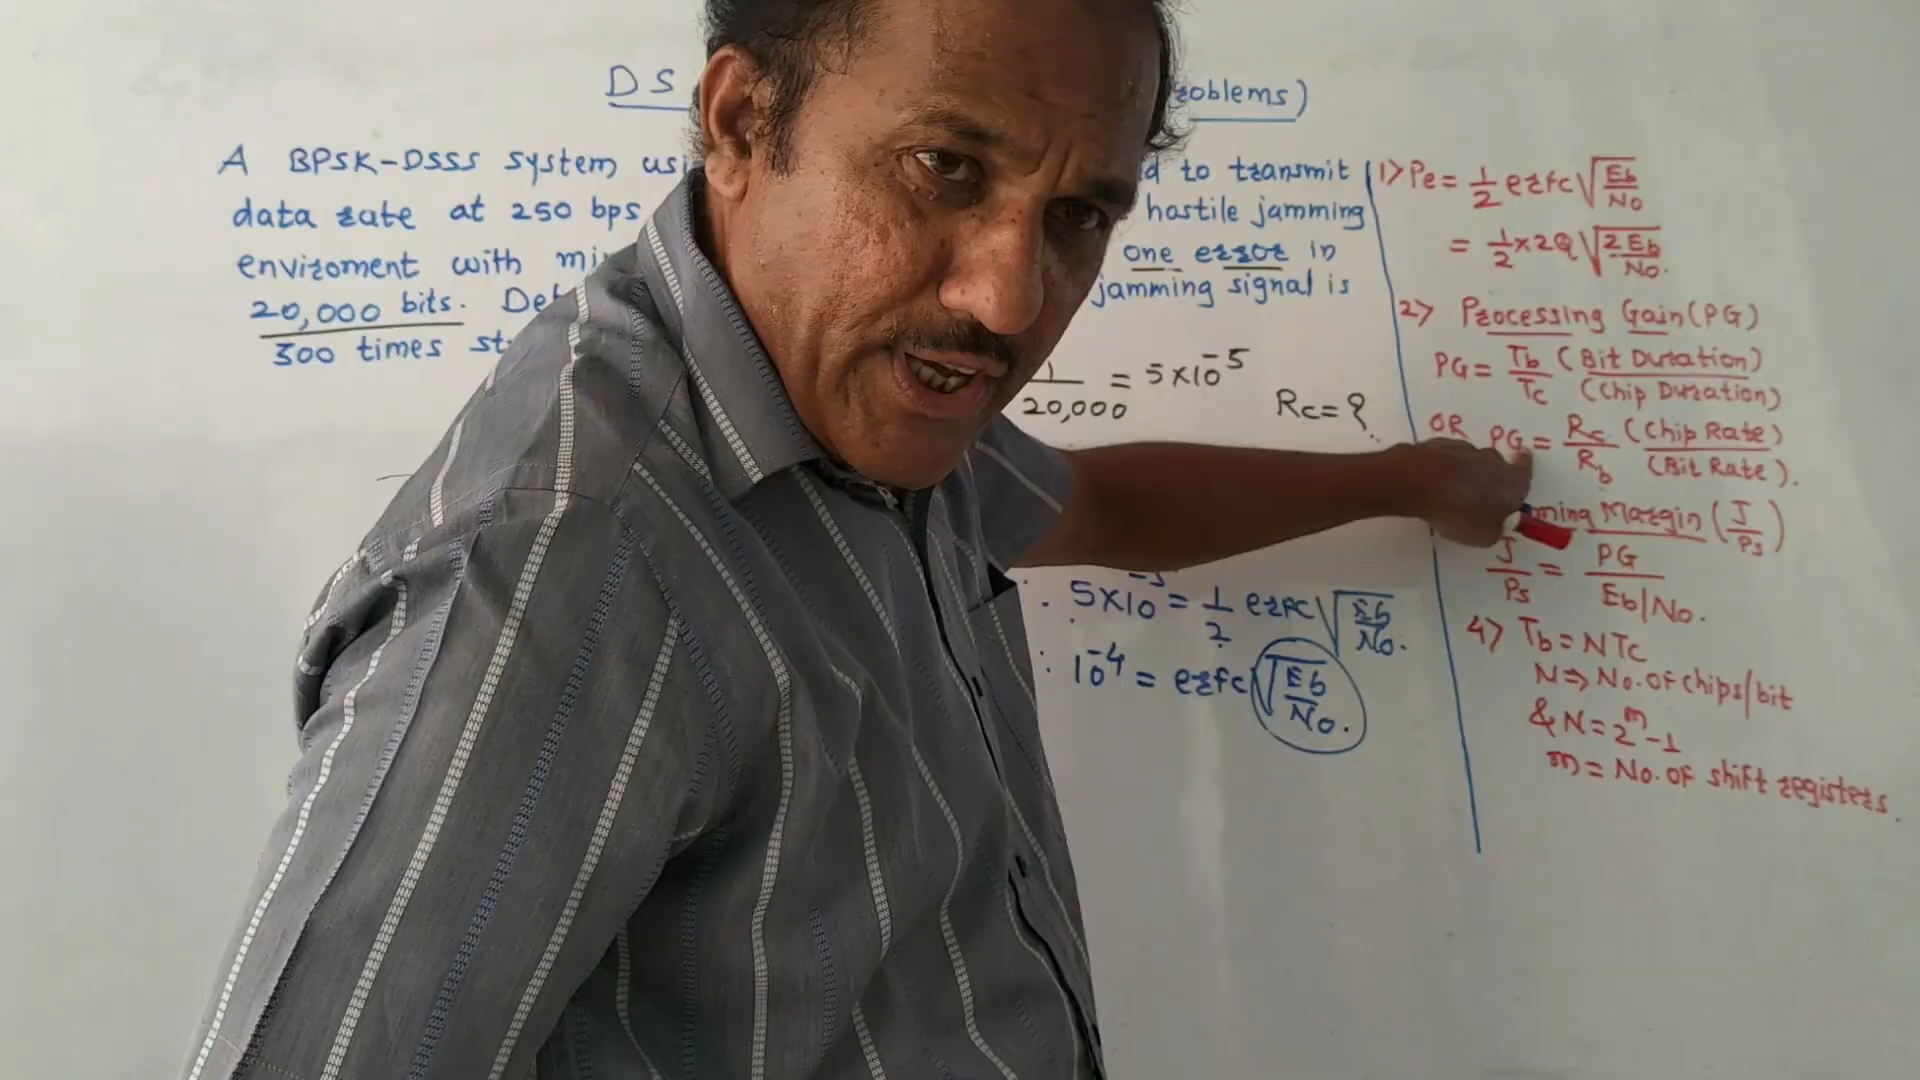 DS oblems)
A BPSK-DSSS system usi d to transmit
data rate at 250 bps hostile jamming
enviroment with mi one error in
20,000 bits. De jamming signal is
300 times st
1/20,000 = 5×10^-5
Rc=?
∴ 5×10^-5 = 1/2 erfc√(Eb/No.
∴ 10^-4 = erfc√(Eb/No.
1> Pe = 1/2 erfc√(Eb/No)
= 1/2×2Q√(2Eb/No.)
2> Processing Gain(PG)
PG = Tb/Tc (Bit Duration)/(Chip Duration)
OR PG = Rc/Rb (Chip Rate)/(Bit Rate).
ming Margin (J/Ps)
J/Ps = PG/Eb|No.
4> Tb = NTc
N⇒ No. of chips/bit
& N = 2^m-1
m = No. of shift registers.